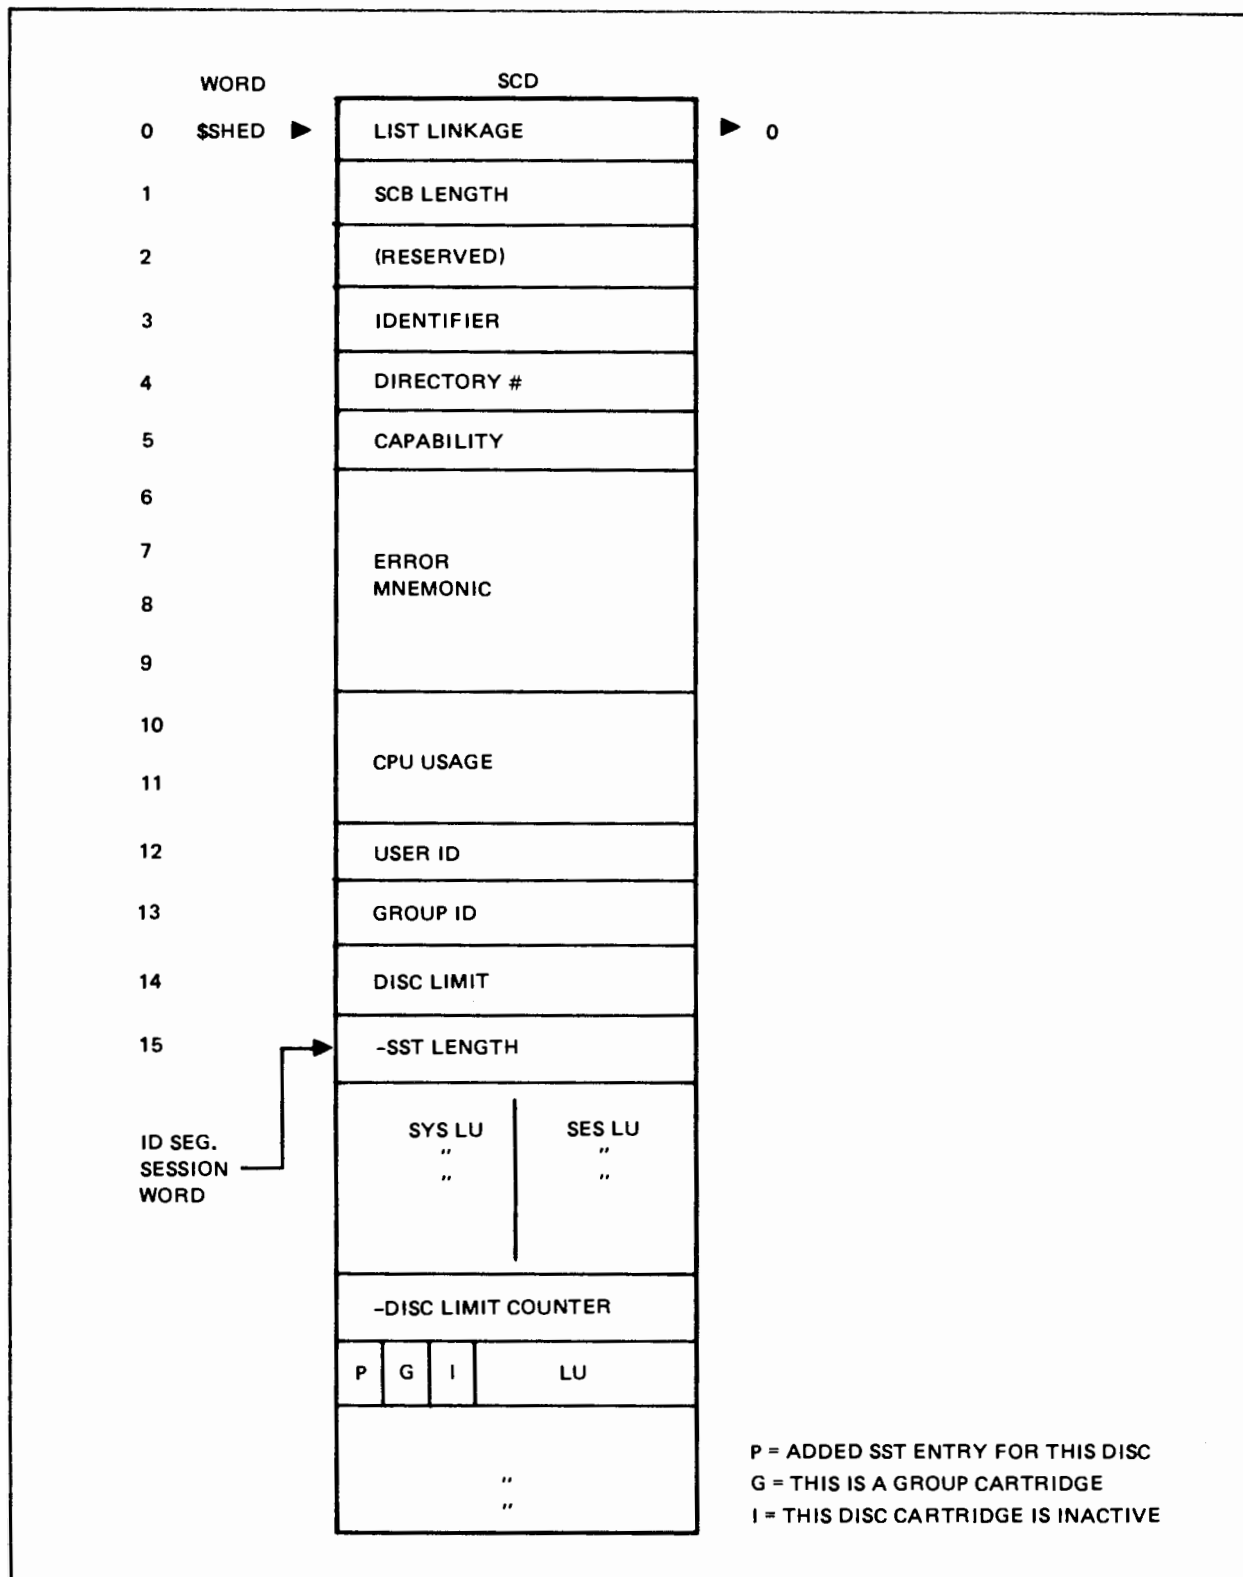 WORD SCD
0 $SHED LIST LINKAGE 0
1 SCB LENGTH
2 (RESERVED)
3 IDENTIFIER
4 DIRECTORY #
5 CAPABILITY
6
7 ERROR
MNEMONIC
8
9
10
CPU USAGE
11
12 USER ID
13 GROUP ID
14 DISC LIMIT
15 -SST LENGTH
SYS LU SES LU
" "
" "
ID SEG.
SESSION
WORD
-DISC LIMIT COUNTER
P G I LU
"
"
P = ADDED SST ENTRY FOR THIS DISC
G = THIS IS A GROUP CARTRIDGE
I = THIS DISC CARTRIDGE IS INACTIVE